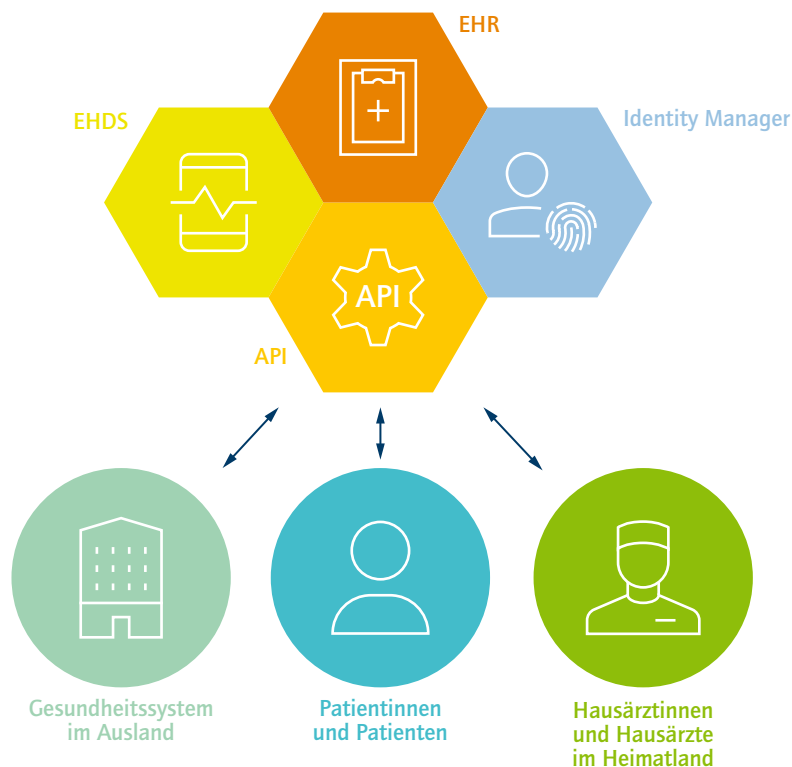 EHR
EHDS
Identity Manager
API
API
Gesundheitssystem
im Ausland
Patientinnen
und Patienten
Hausärztinnen
und Hausärzte
im Heimatland